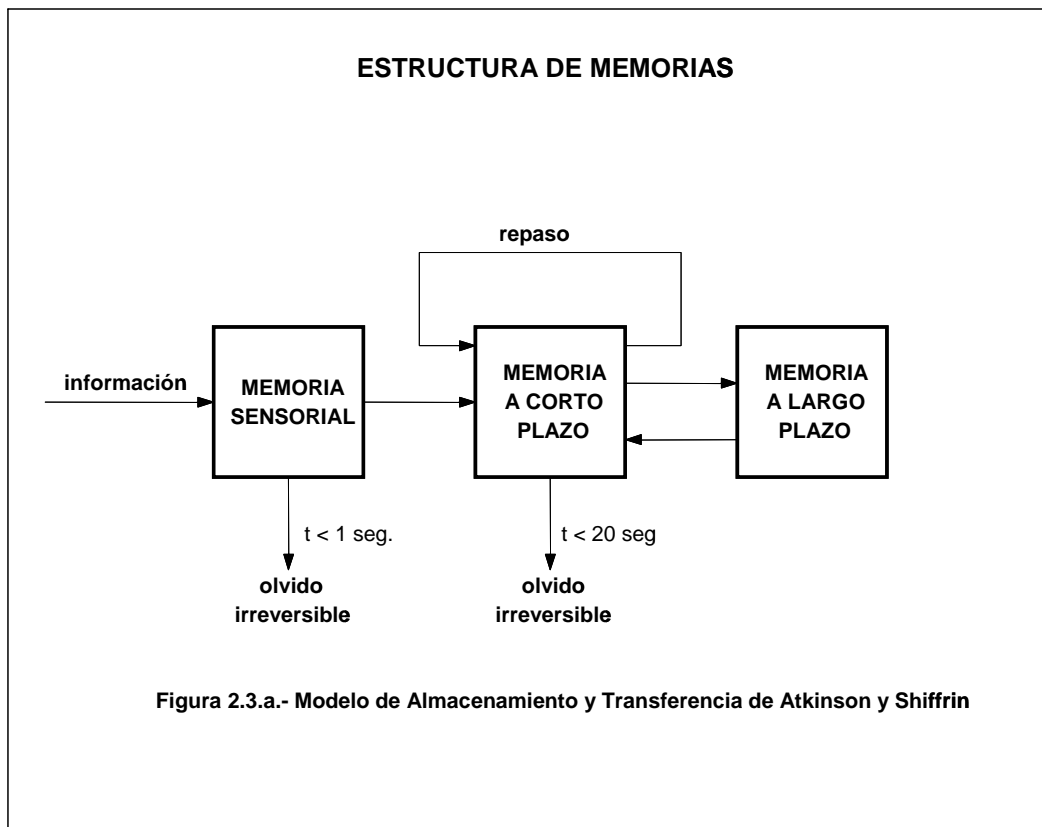 ESTRUCTURA DE MEMORIAS
repaso
información
MEMORIA
SENSORIAL
MEMORIA
A CORTO
PLAZO
MEMORIA
A LARGO
PLAZO
t < 1 seg.
t < 20 seg
olvido
irreversible
olvido
irreversible
Figura 2.3.a.- Modelo de Almacenamiento y Transferencia de Atkinson y Shiffrin